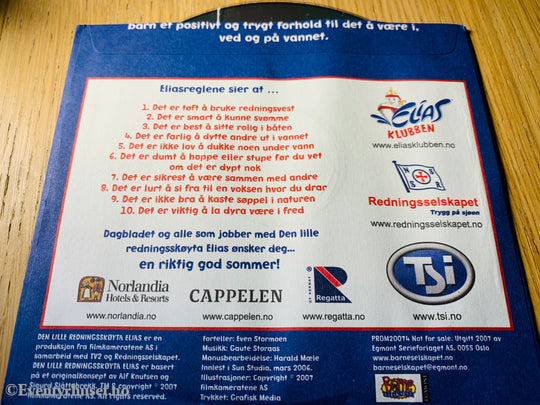 barn et positivt og trygt forhold til det å være i,
ved og på vannet.
Eliasreglene sier at ...
1. Det er tøft å bruke redningsvest
2. Det er smart å kunne svømme
3. Det er best å sitte rolig i båten
4. Det er farlig å dytte andre ut i vannet
5. Det er ikke lov å dukke noen under vann
6. Det er dumt å hoppe eller stupe før du vet
om det er dypt nok
7. Det er sikrest å være sammen med andre
8. Det er lurt å si fra til en voksen hvor du drar
9. Det er ikke bra å kaste søppel i naturen
10. Det er viktig å la dyra være i fred
Dagbladet og alle som jobber med Den lille
redningsskøyta Elias ønsker deg...
en riktig god sommer!
ELIAS
KLUBBEN
www.eliasklubben.no
N S
S R
Redningsselskapet
Trygg på sjøen
www.redningsselskapet.no
Norlandia
Hotels & Resorts
www.norlandia.no
CAPPELEN
www.cappelen.no
R
Regatta
www.regatta.no
TSi
www.tsi.no
DEN LILLE REDNINGSSKØYTA ELIAS er en
produksjon fra filmkameratene AS i
samarbeid med TV2 og Redningsselskapet.
DEN LILLE REDNINGSSKØYTA ELIAS er basert
på et originalkonsept av Alf Knutsen og
Sigurd Slåttebrekk. TM & copyright © 2007
filmkameratene AS. Alf rights reserved.
Forteller: Even Stormoen
Musikk: Gaute Storaas
Manusbearbeidelse: Harald Mæle
Innlest i Sun Studio, mars 2006.
Illustrasjoner: Copyright © 2007
filmkameratene AS
Trykket: Grafisk Media
PROM2007% Not for sale. Utgitt 2007 av
Egmont Serieforlaget AS, 0055 Oslo
www.barneselskapet.no
barneselskapet@egmont.no
© Eventyrhuset.no